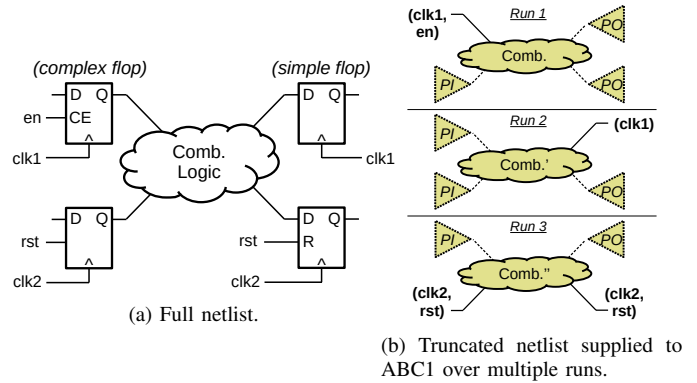 (complex flop)
(simple flop)
D Q
en CE
^
clk1
D Q
^
clk1
Comb.
Logic
D Q
rst
^
clk2
D Q
rst R
^
clk2
(a) Full netlist.
(clk1,
en)
Run 1
PO
Comb.
PI
PO
Run 2
PI
(clk1)
Comb.'
PI
PO
Run 3
PI
PO
Comb.''
(clk2,
rst)
(clk2,
rst)
(b) Truncated netlist supplied to
ABC1 over multiple runs.